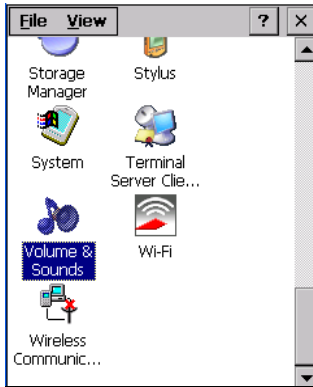 File View ? ×
Storage Manager
Stylus
System
Terminal Server Clie...
Volume & Sounds
Wi-Fi
Wireless Communic...